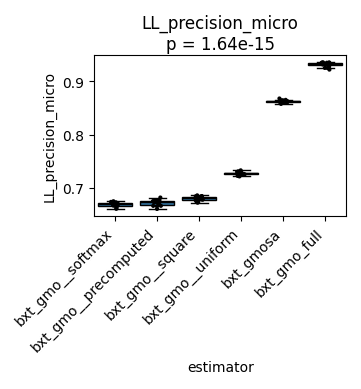 LL_precision_micro
p = 1.64e-15
LL_precision_micro
0.9
0.8
0.7
bxt_gmo__softmax
bxt_gmo__precomputed
bxt_gmo__square
bxt_gmo__uniform
bxt_gmosa
bxt_gmo_full
estimator